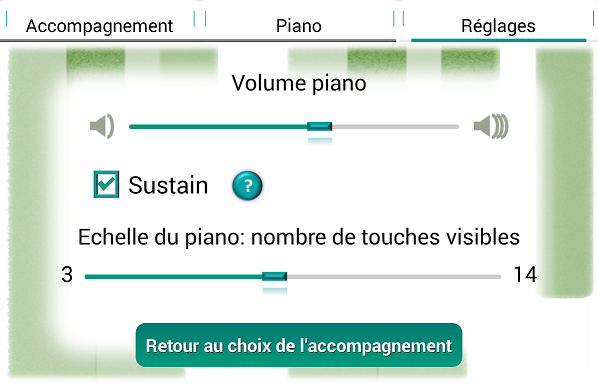 Accompagnement Piano Réglages
Volume piano
Sustain ?
Echelle du piano: nombre de touches visibles
3 14
Retour au choix de l'accompagnement